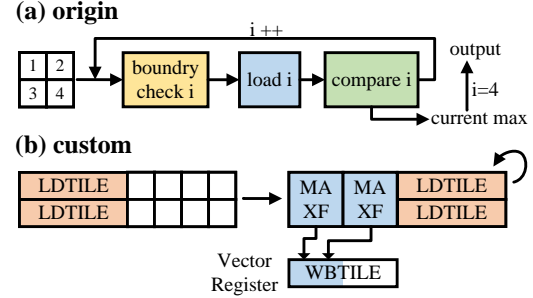 (a) origin
i ++
output
1 2
3 4
boundry
check i
load i
compare i
i=4
current max
(b) custom
LDTILE
LDTILE
MA
XF
MA
XF
LDTILE
LDTILE
Vector
Register
WBTILE